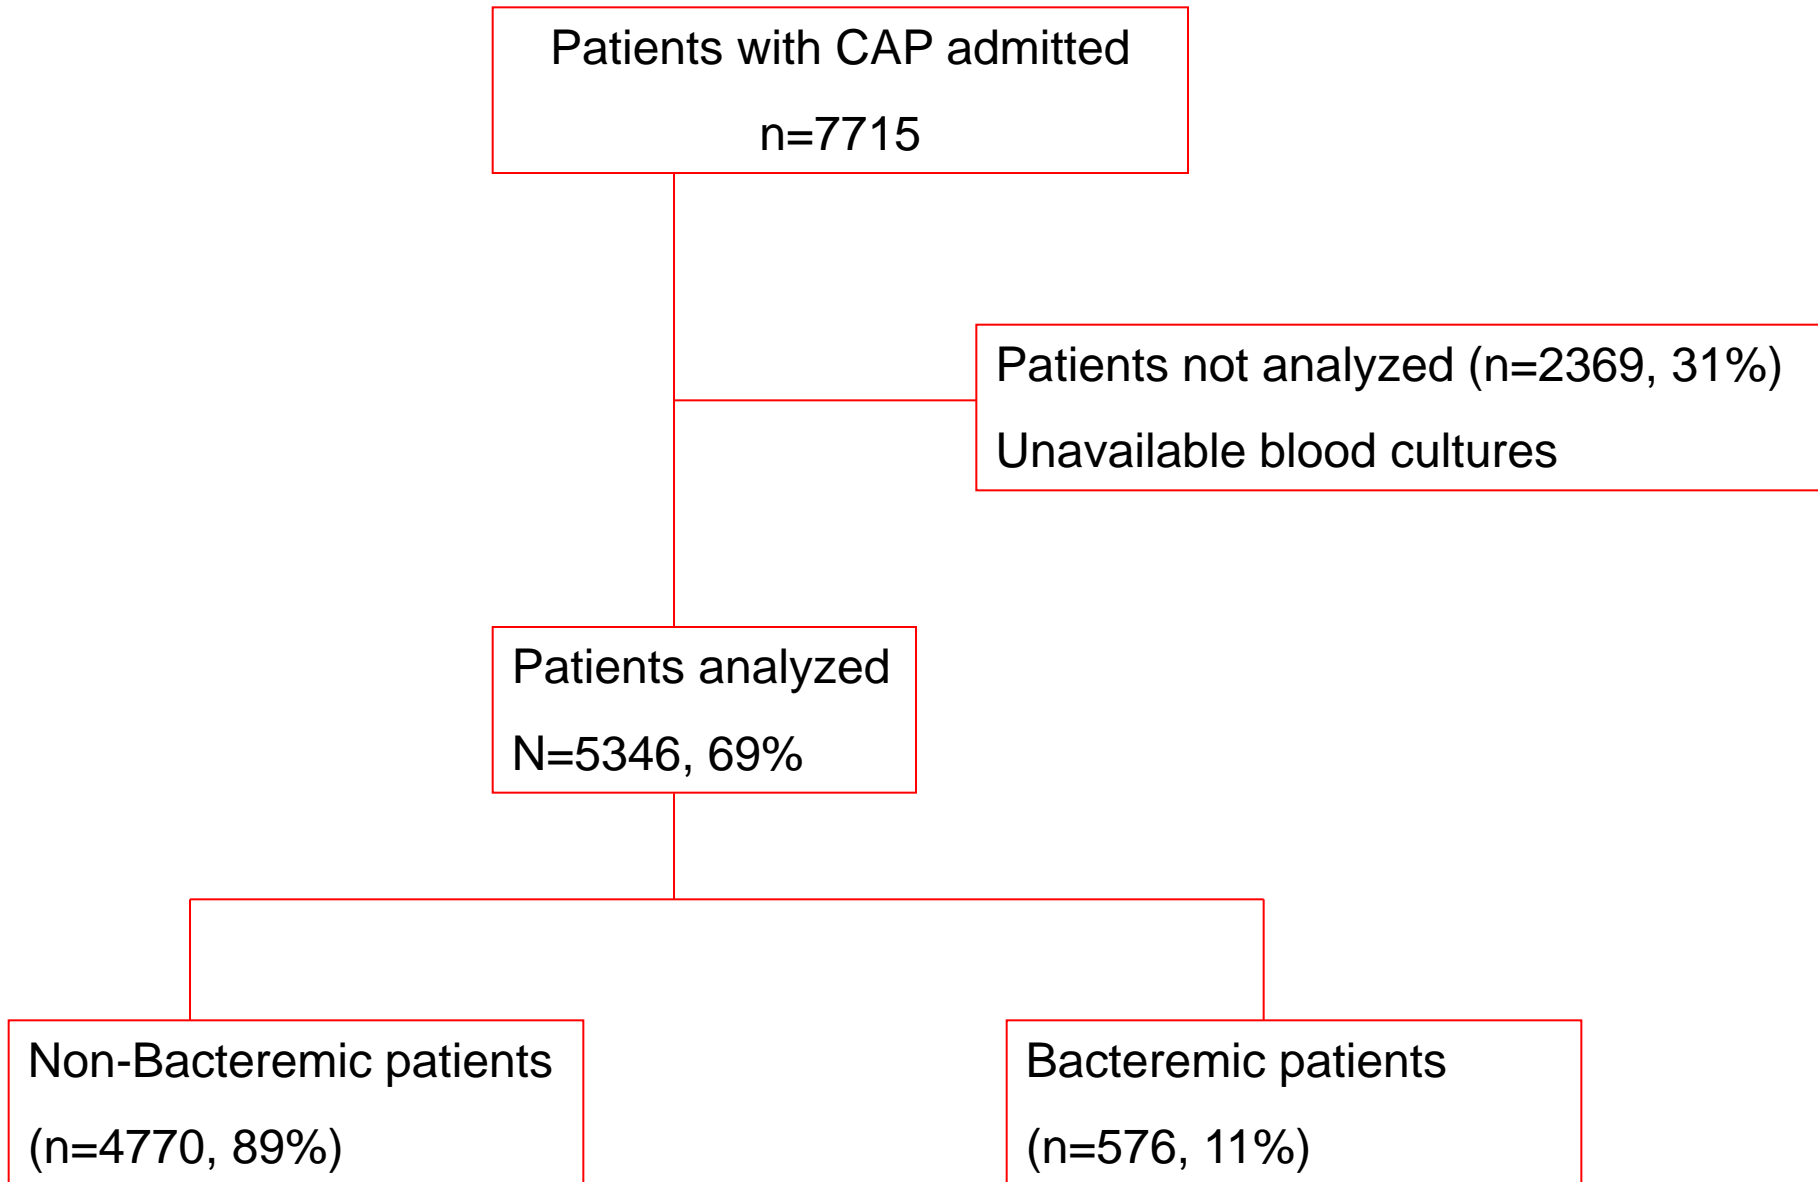 Patients with CAP admitted
n=7715
Patients not analyzed (n=2369, 31%)
Unavailable blood cultures
Patients analyzed
N=5346, 69%
Non-Bacteremic patients
(n=4770, 89%)
Bacteremic patients
(n=576, 11%)